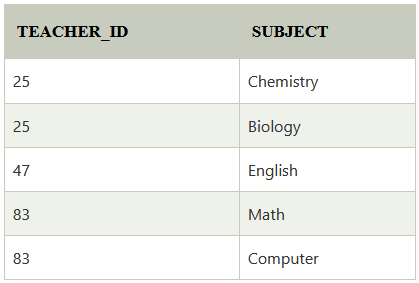 TEACHER_ID SUBJECT
25 Chemistry
25 Biology
47 English
83 Math
83 Computer